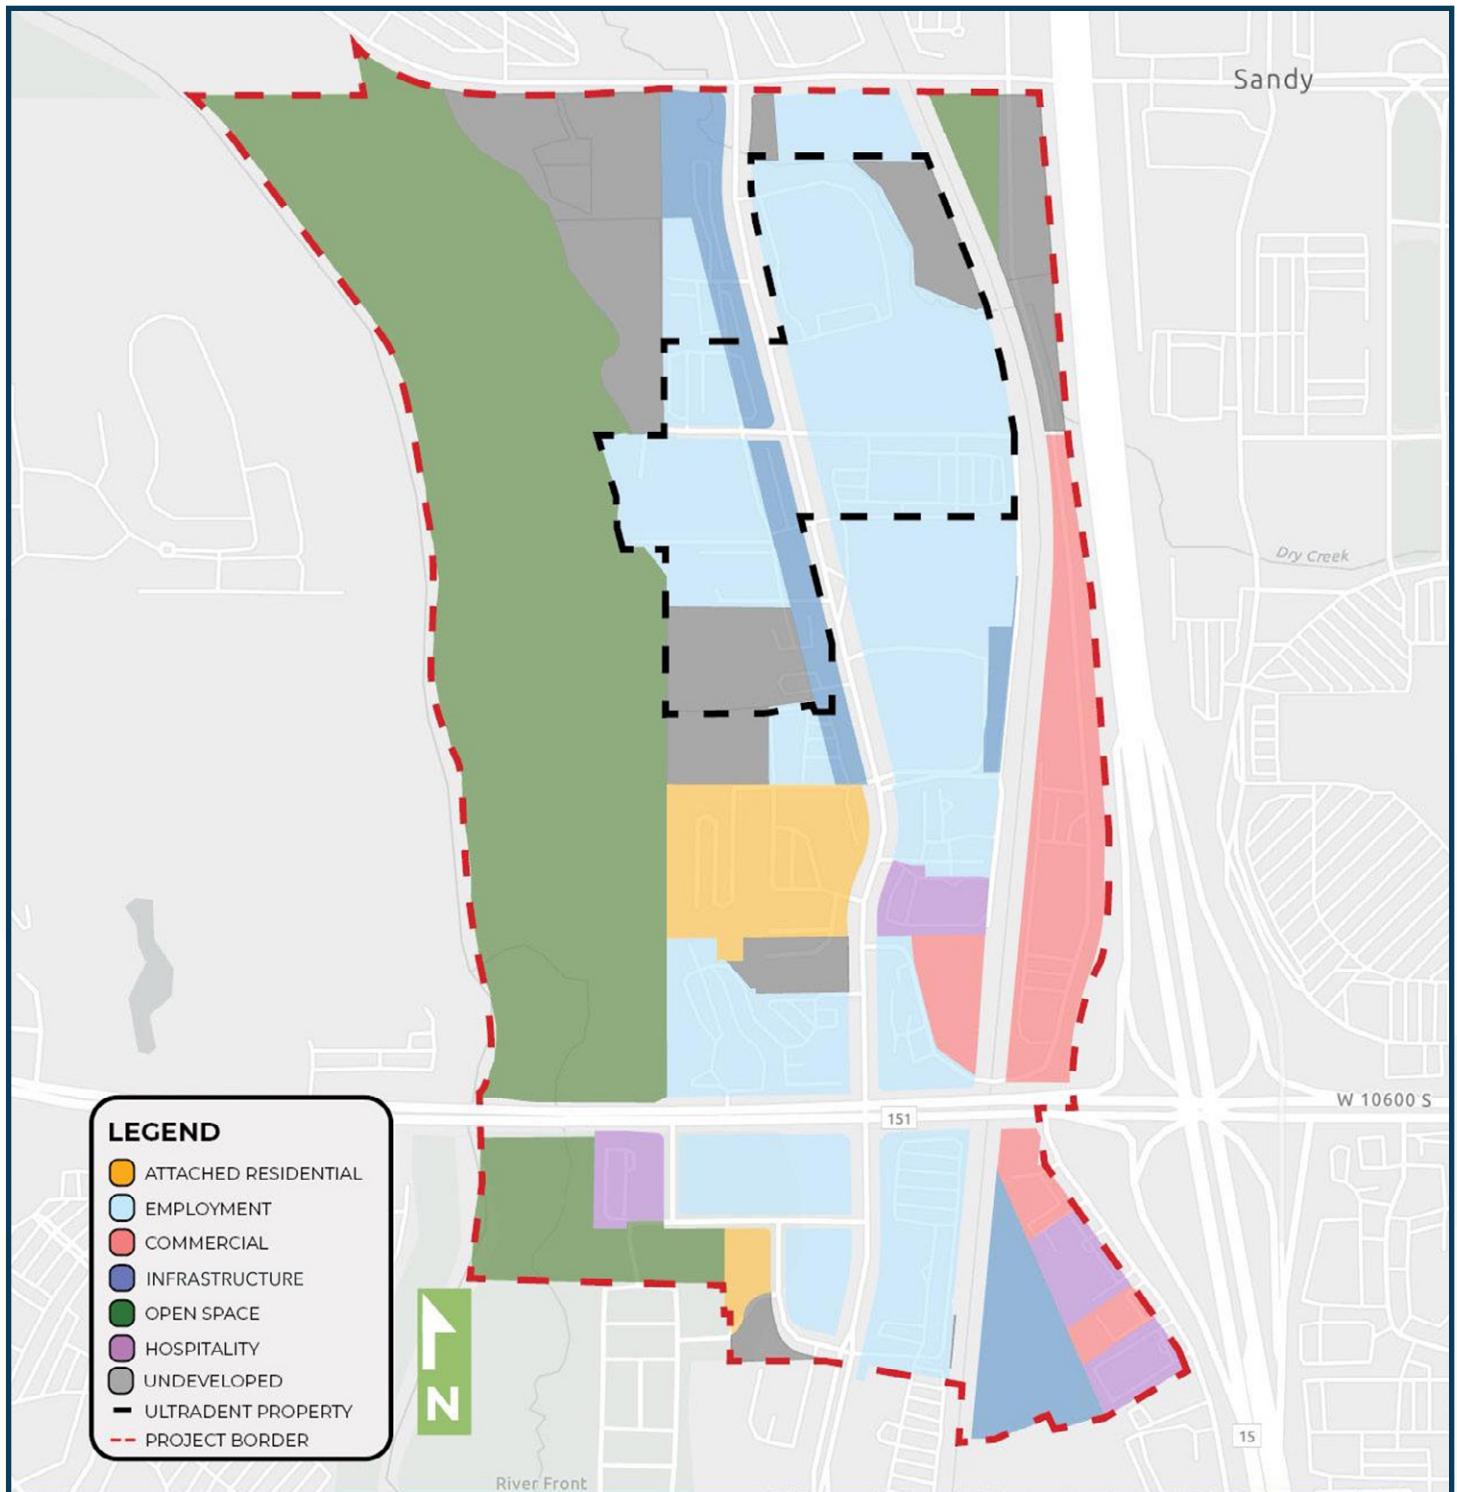 Sandy
Dry Creek
W 10600 S
151
LEGEND
ATTACHED RESIDENTIAL
EMPLOYMENT
COMMERCIAL
INFRASTRUCTURE
OPEN SPACE
HOSPITALITY
UNDEVELOPED
ULTRADENT PROPERTY
PROJECT BORDER
N
15
River Front